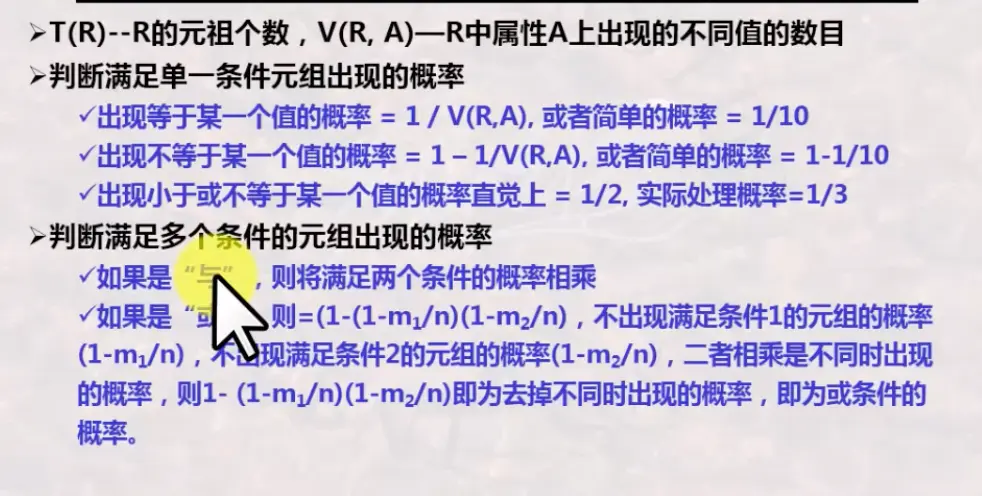 ➢T(R)--R的元祖个数，V(R, A)—R中属性A上出现的不同值的数目
➢判断满足单一条件元组出现的概率
✓出现等于某一个值的概率 = 1 / V(R,A), 或者简单的概率 = 1/10
✓出现不等于某一个值的概率 = 1 – 1/V(R,A), 或者简单的概率 = 1-1/10
✓出现小于或不等于某一个值的概率直觉上 = 1/2, 实际处理概率=1/3
➢判断满足多个条件的元组出现的概率
✓如果是“与”，则将满足两个条件的概率相乘
✓如果是“或 则=(1-(1-m₁/n)(1-m₂/n)，不出现满足条件1的元组的概率
(1-m₁/n)，不出现满足条件2的元组的概率(1-m₂/n)，二者相乘是不同时出现
的概率，则1- (1-m₁/n)(1-m₂/n)即为去掉不同时出现的概率，即为或条件的
概率。